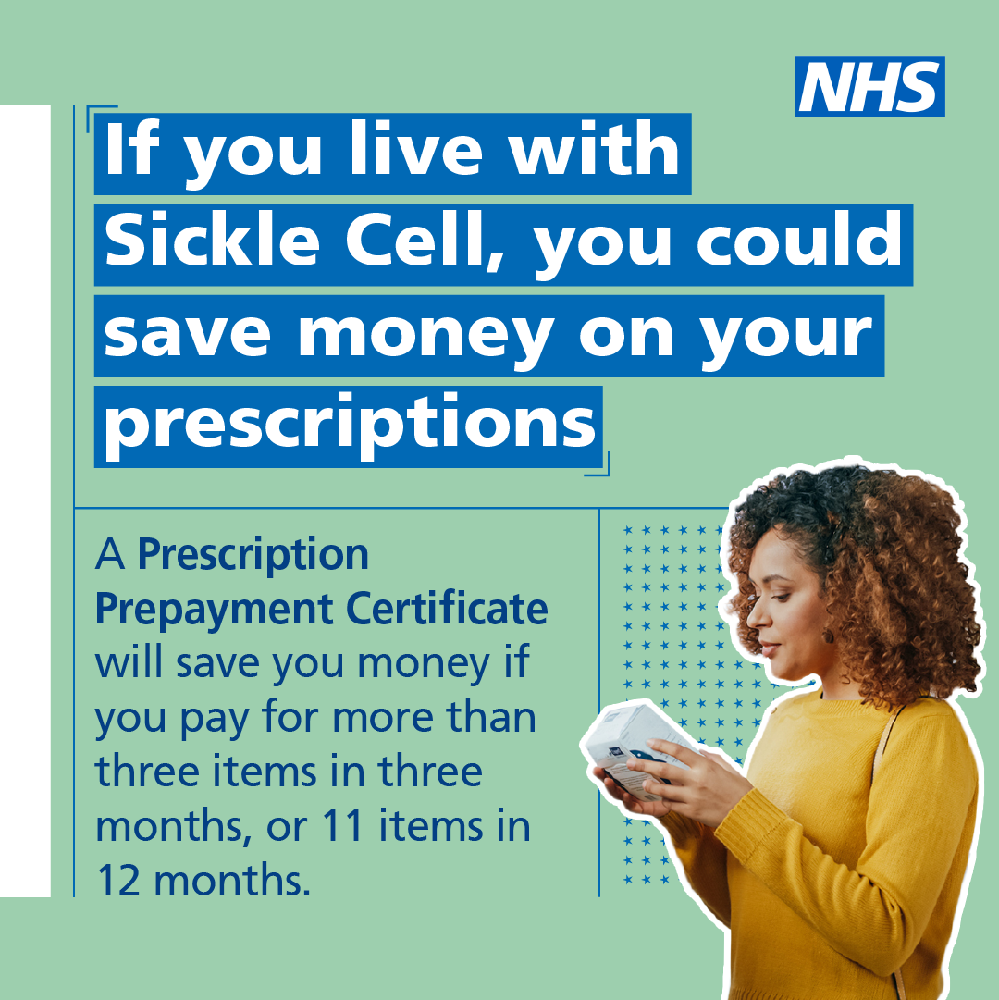 NHS
If you live with
Sickle Cell, you could
save money on your
prescriptions
A Prescription
Prepayment Certificate
will save you money if
you pay for more than
three items in three
months, or 11 items in
12 months.